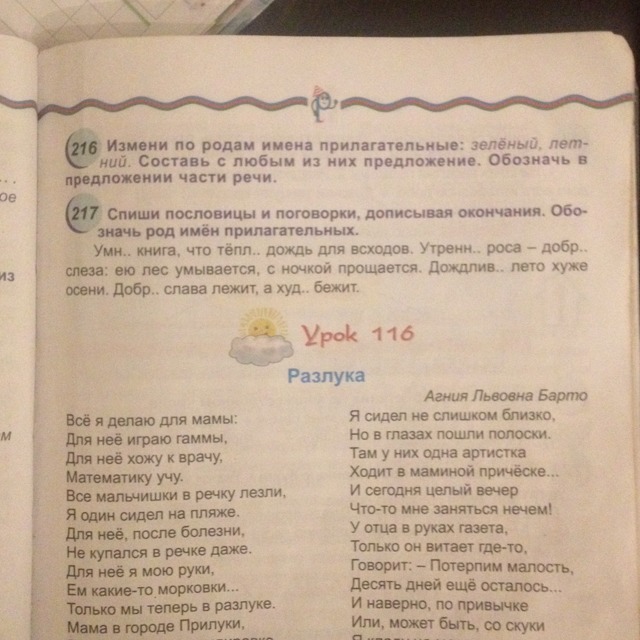 216 Измени по родам имена прилагательные: зелёный, лет-
ний. Составь с любым из них предложение. Обозначь в
предложении части речи.
217 Спиши пословицы и поговорки, дописывая окончания. Обо-
значь род имён прилагательных.
Умн.. книга, что тёпл.. дождь для всходов. Утренн.. роса – добр..
слеза: ею лес умывается, с ночкой прощается. Дождлив.. лето хуже
осени. Добр.. слава лежит, а худ.. бежит.
Урок 116
Разлука
Агния Львовна Барто
Всё я делаю для мамы:
Для неё играю гаммы,
Для неё хожу к врачу,
Математику учу.
Все мальчишки в речку лезли,
Я один сидел на пляже.
Для неё, после болезни,
Не купался в речке даже.
Для неё я мою руки,
Ем какие-то морковки...
Только мы теперь в разлуке.
Мама в городе Прилуки,
Я сидел не слишком близко,
Но в глазах пошли полоски.
Там у них одна артистка
Ходит в маминой причёске...
И сегодня целый вечер
Что-то мне заняться нечем!
У отца в руках газета,
Только он витает где-то,
Говорит: – Потерпим малость,
Десять дней ещё осталось...
И наверно, по привычке
Или, может быть, со скуки